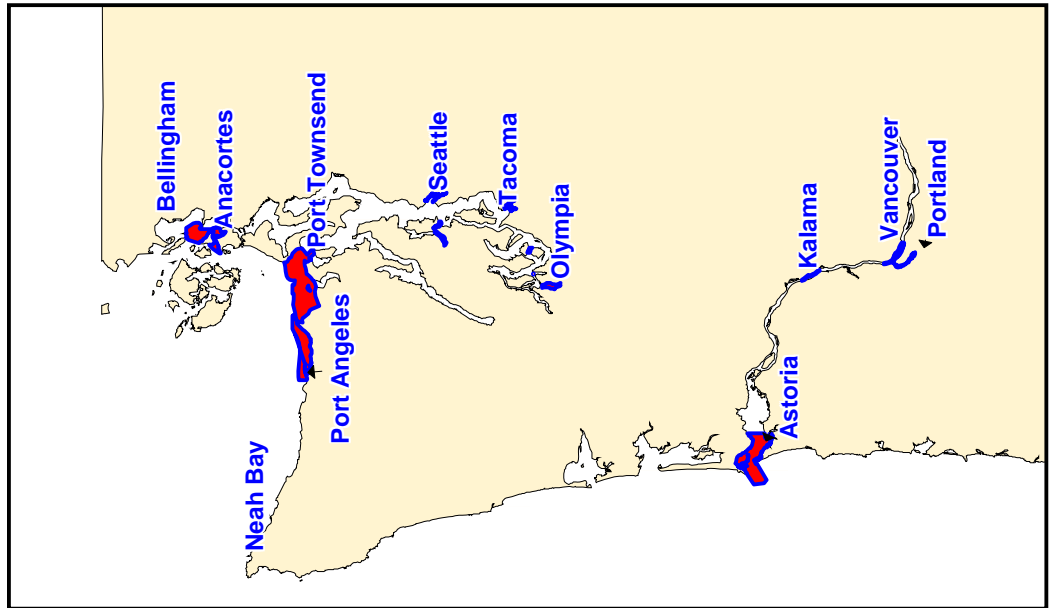 Bellingham
Anacortes
Port Townsend
Seattle
Tacoma
Olympia
Port Angeles
Neah Bay
Kalama
Vancouver
Portland
Astoria